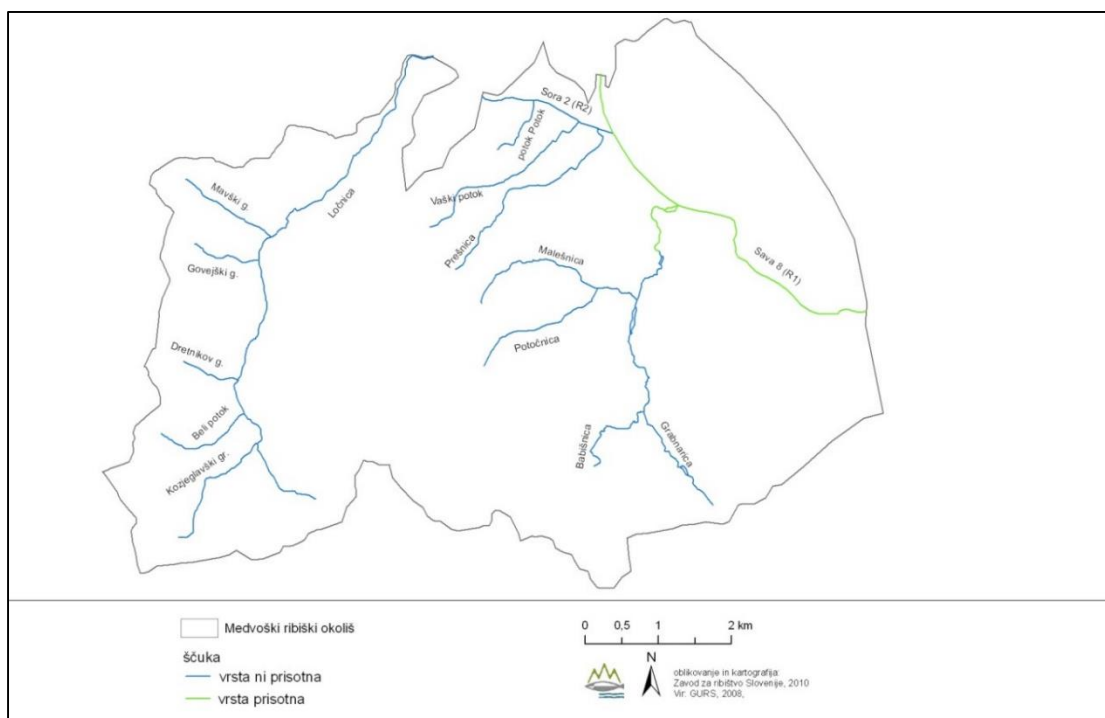 Sora 2 (R2)
potok Potok
Mavški g.
Ločnica
Vaški potok
Prešnica
Govejški g.
Malešnica
Sava 8 (R1)
Potočnica
Dretnikov g.
Beli potok
Babišnica
Grabnarica
Kozjeglavški gr.
Medvoški ribiški okoliš
ščuka
vrsta ni prisotna
vrsta prisotna
0 0,5 1 2 km
N
oblikovanje in kartografija:
Zavod za ribištvo Slovenije, 2010
Vir: GURS, 2008,